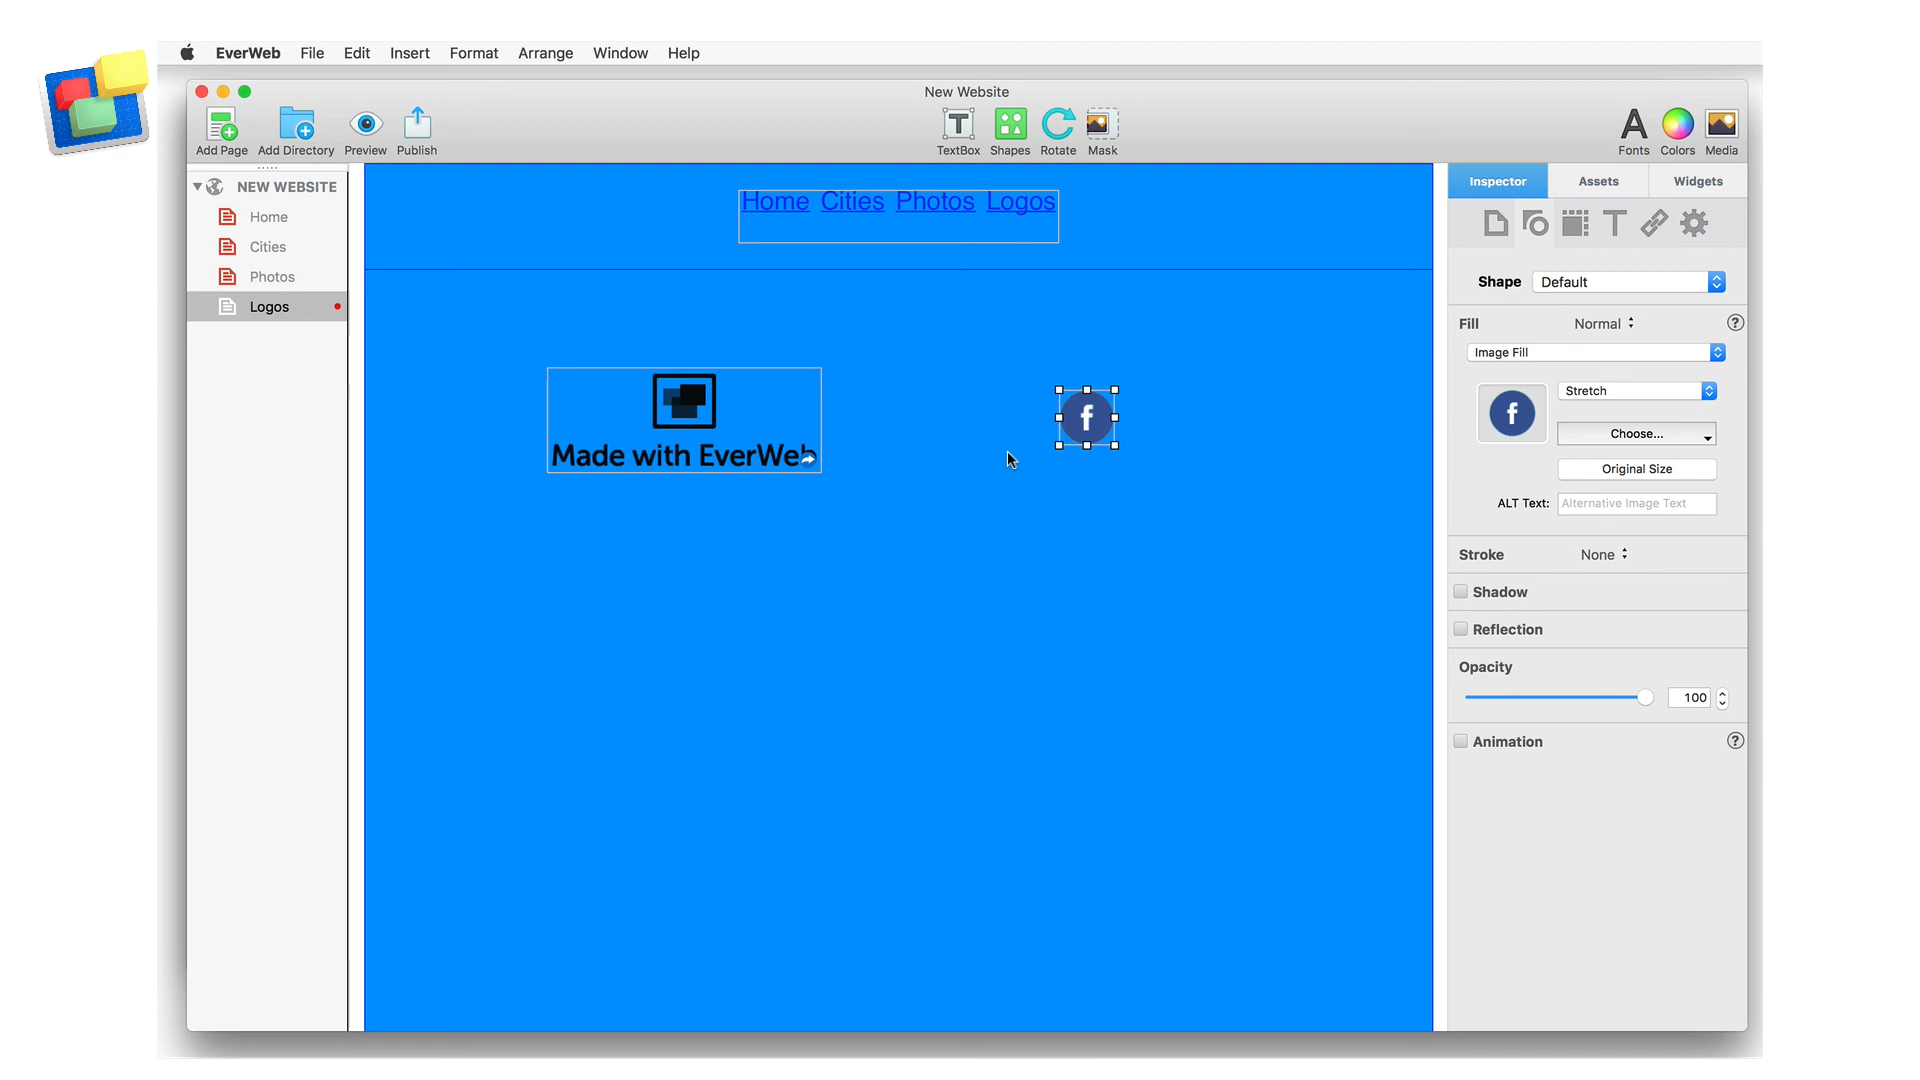 EverWeb File Edit Insert Format Arrange Window Help
New Website
Add Page Add Directory Preview Publish TextBox Shapes Rotate Mask Fonts Colors Media
NEW WEBSITE
Home
Cities
Photos
Logos
Home Cities Photos Logos
Made with EverWeb
f
Inspector Assets Widgets
Shape Default
Fill Normal ?
Image Fill
f
Stretch
Choose...
Original Size
ALT Text: Alternative Image Text
Stroke None
Shadow
Reflection
Opacity
100
Animation ?